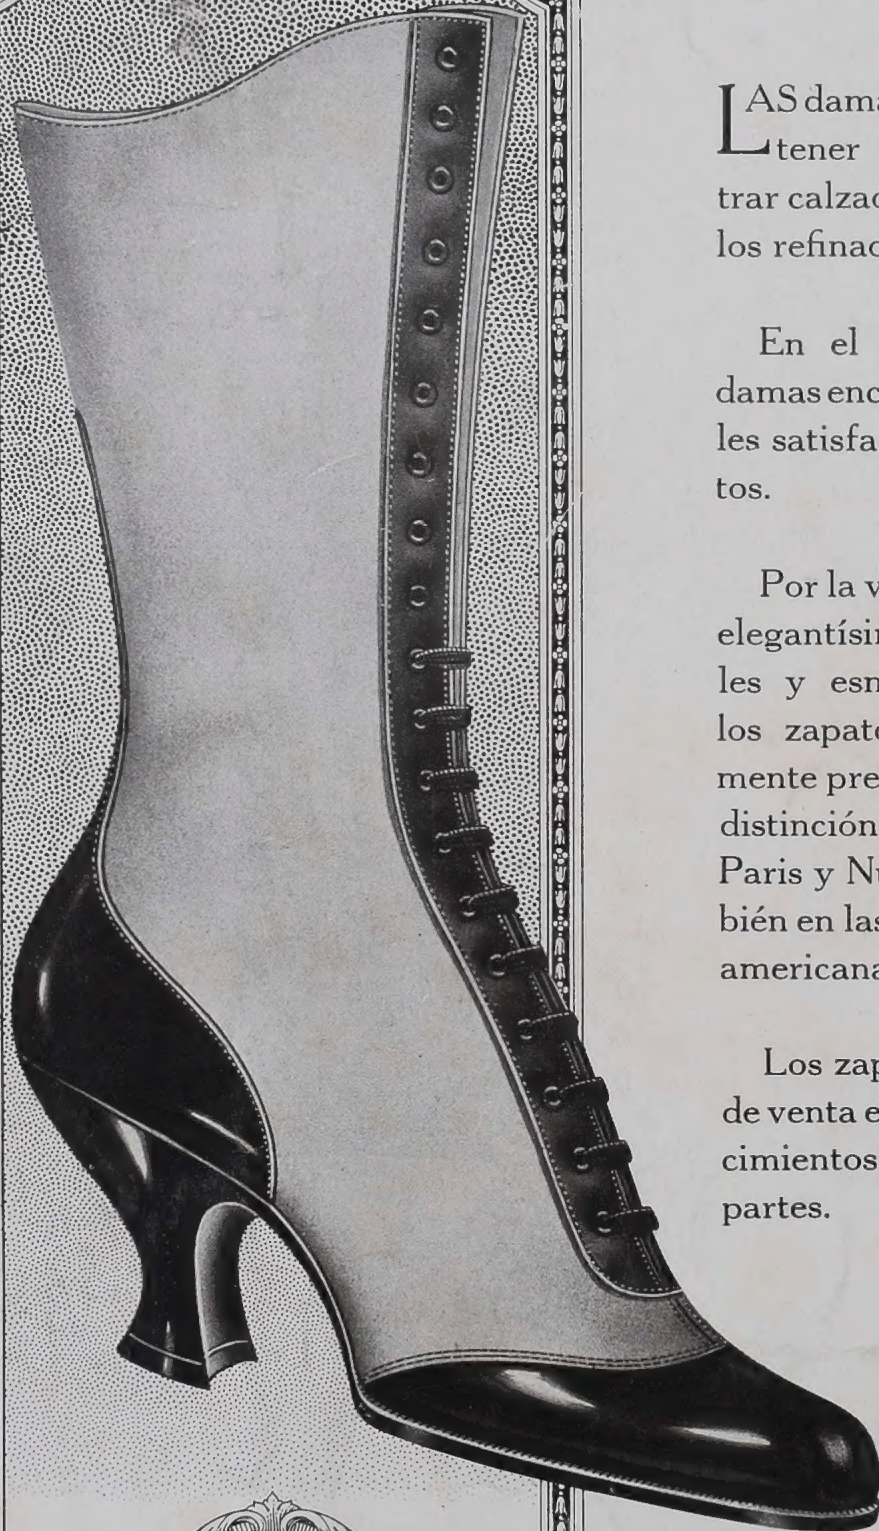 LAS dama
tener
trar calzad
los refinad
En el
damas enc
les satisfa
tos.
Por la v
elegantísim
les y esm
los zapato
mente pre
distinción
Paris y Nu
bién en las
americana
Los zap
de venta e
cimientos
partes.